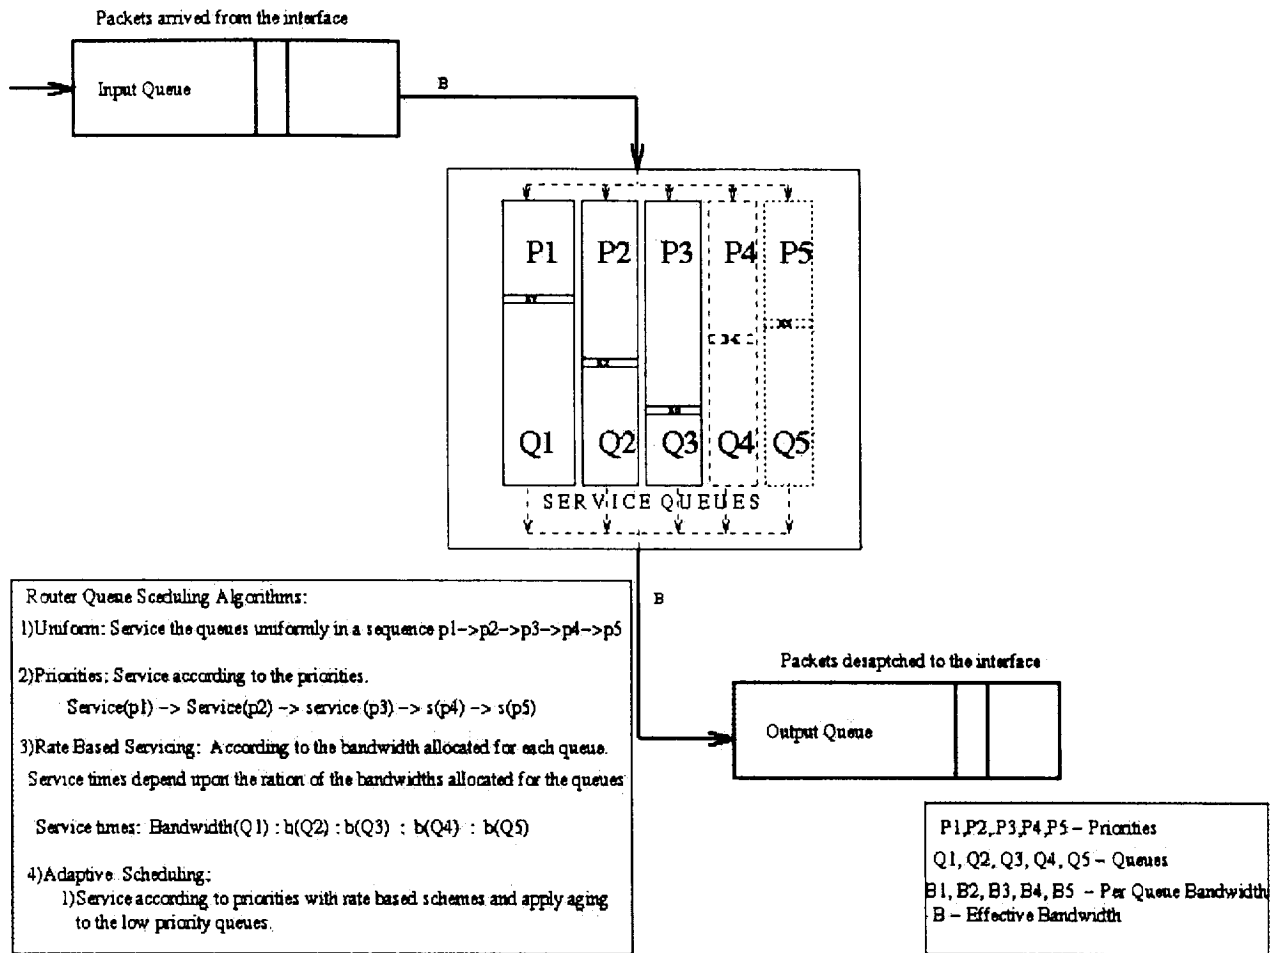 Packets arrived from the interface
Input Queue
B
P1 P2 P3 P4 P5
Q1 Q2 Q3 Q4 Q5
SERVICE QUEUES
B
Router Queue Sceduling Algorithms:
1)Uniform: Service the queues uniformly in a sequence p1->p2->p3->p4->p5
2)Priorities: Service according to the priorities.
Service(p1) -> Service(p2) -> service (p3) -> s(p4) -> s(p5)
3)Rate Based Servicing: According to the bandwidth allocated for each queue.
Service times depend upon the ration of the bandwidths allocated for the queues
Service times: Bandwidth(Q1) : b(Q2) : b(Q3) : b(Q4) : b(Q5)
4)Adaptive Scheduling:
1)Service according to priorities with rate based schemes and apply aging
to the low priority queues.
Packets desaptched to the interface
Output Queue
P1,P2,P3,P4,P5 - Priorities
Q1, Q2, Q3, Q4, Q5 - Queues
B1, B2, B3, B4, B5 - Per Queue Bandwidth
B - Effective Bandwidth